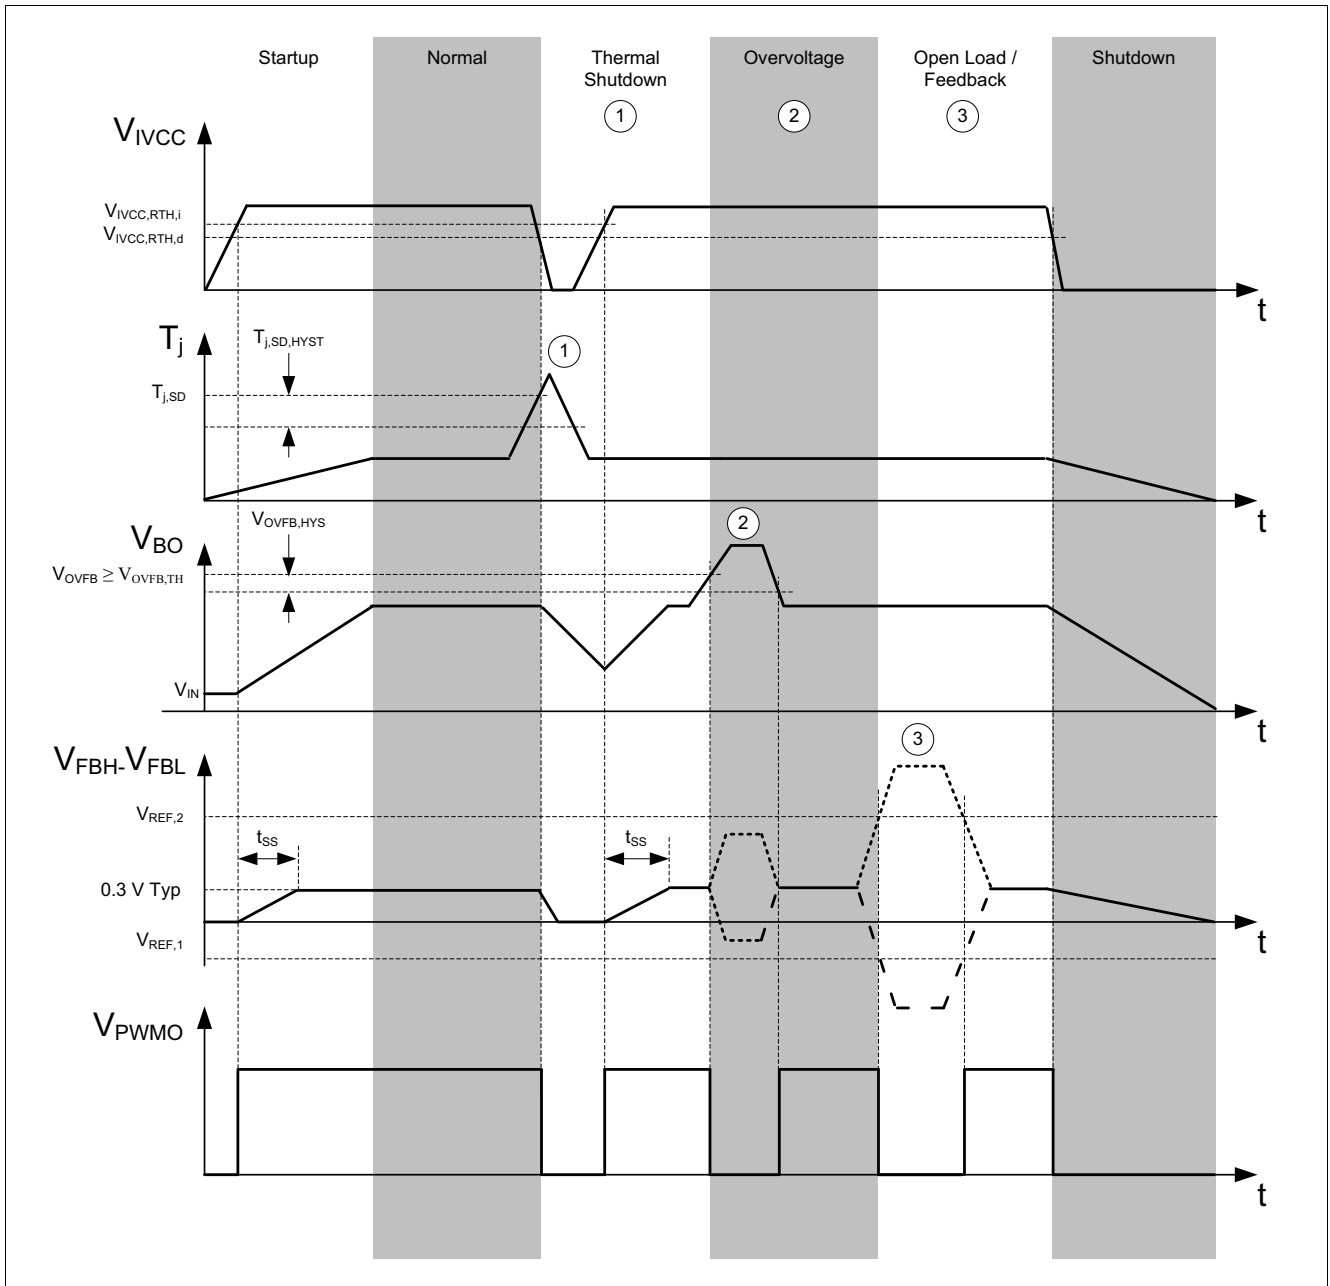 Startup
Normal
Thermal
Shutdown
1
Overvoltage
2
Open Load /
Feedback
3
Shutdown
VIVCC
VIVCC,RTH,i
VIVCC,RTH,d
t
Tj
Tj,SD,HYST
1
Tj,SD
t
VBO
VOVFB,HYS
2
VOVFB ≥ VOVFB,TH
VIN
t
VFBH-VFBL
3
VREF,2
tSS
tSS
0.3 V Typ
VREF,1
t
VPWMO
t